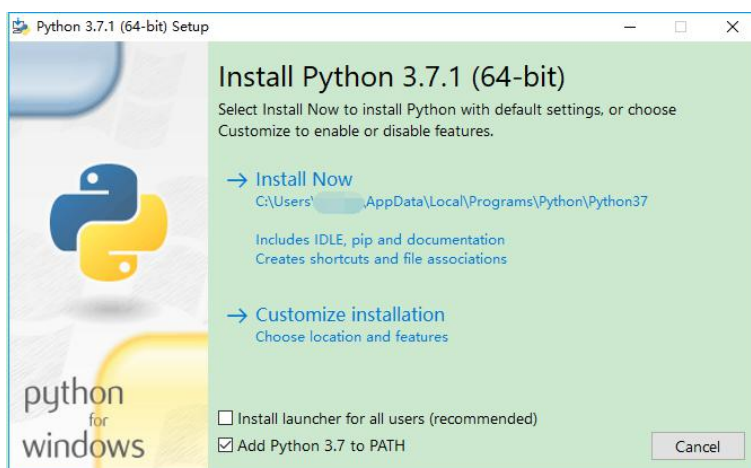 Python 3.7.1 (64-bit) Setup
Install Python 3.7.1 (64-bit)
Select Install Now to install Python with default settings, or choose
Customize to enable or disable features.
→ Install Now
C:\Users\ AppData\Local\Programs\Python\Python37
Includes IDLE, pip and documentation
Creates shortcuts and file associations
→ Customize installation
Choose location and features
python
for
windows
Install launcher for all users (recommended)
Add Python 3.7 to PATH
Cancel